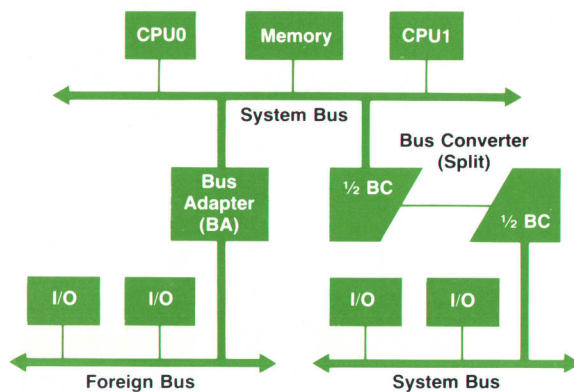 CPU0
Memory
CPU1
System Bus
Bus Converter
(Split)
Bus
Adapter
(BA)
½ BC
½ BC
I/O
I/O
I/O
I/O
Foreign Bus
System Bus